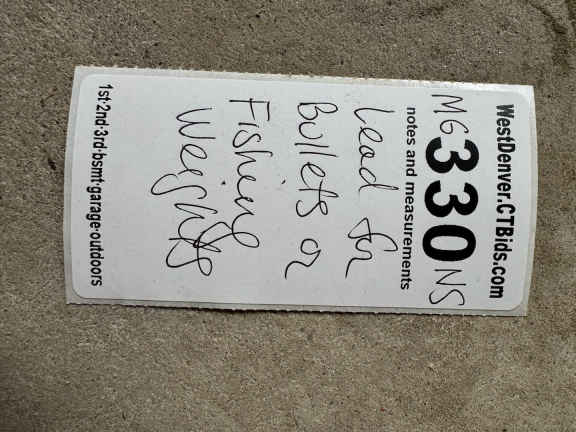 WestDenver.CTBids.com
MG 330 NS
notes and measurements
Lead for
Bullets or
Fishing
Weights
1st·2nd·3rd·bsmt·garage·outdoors